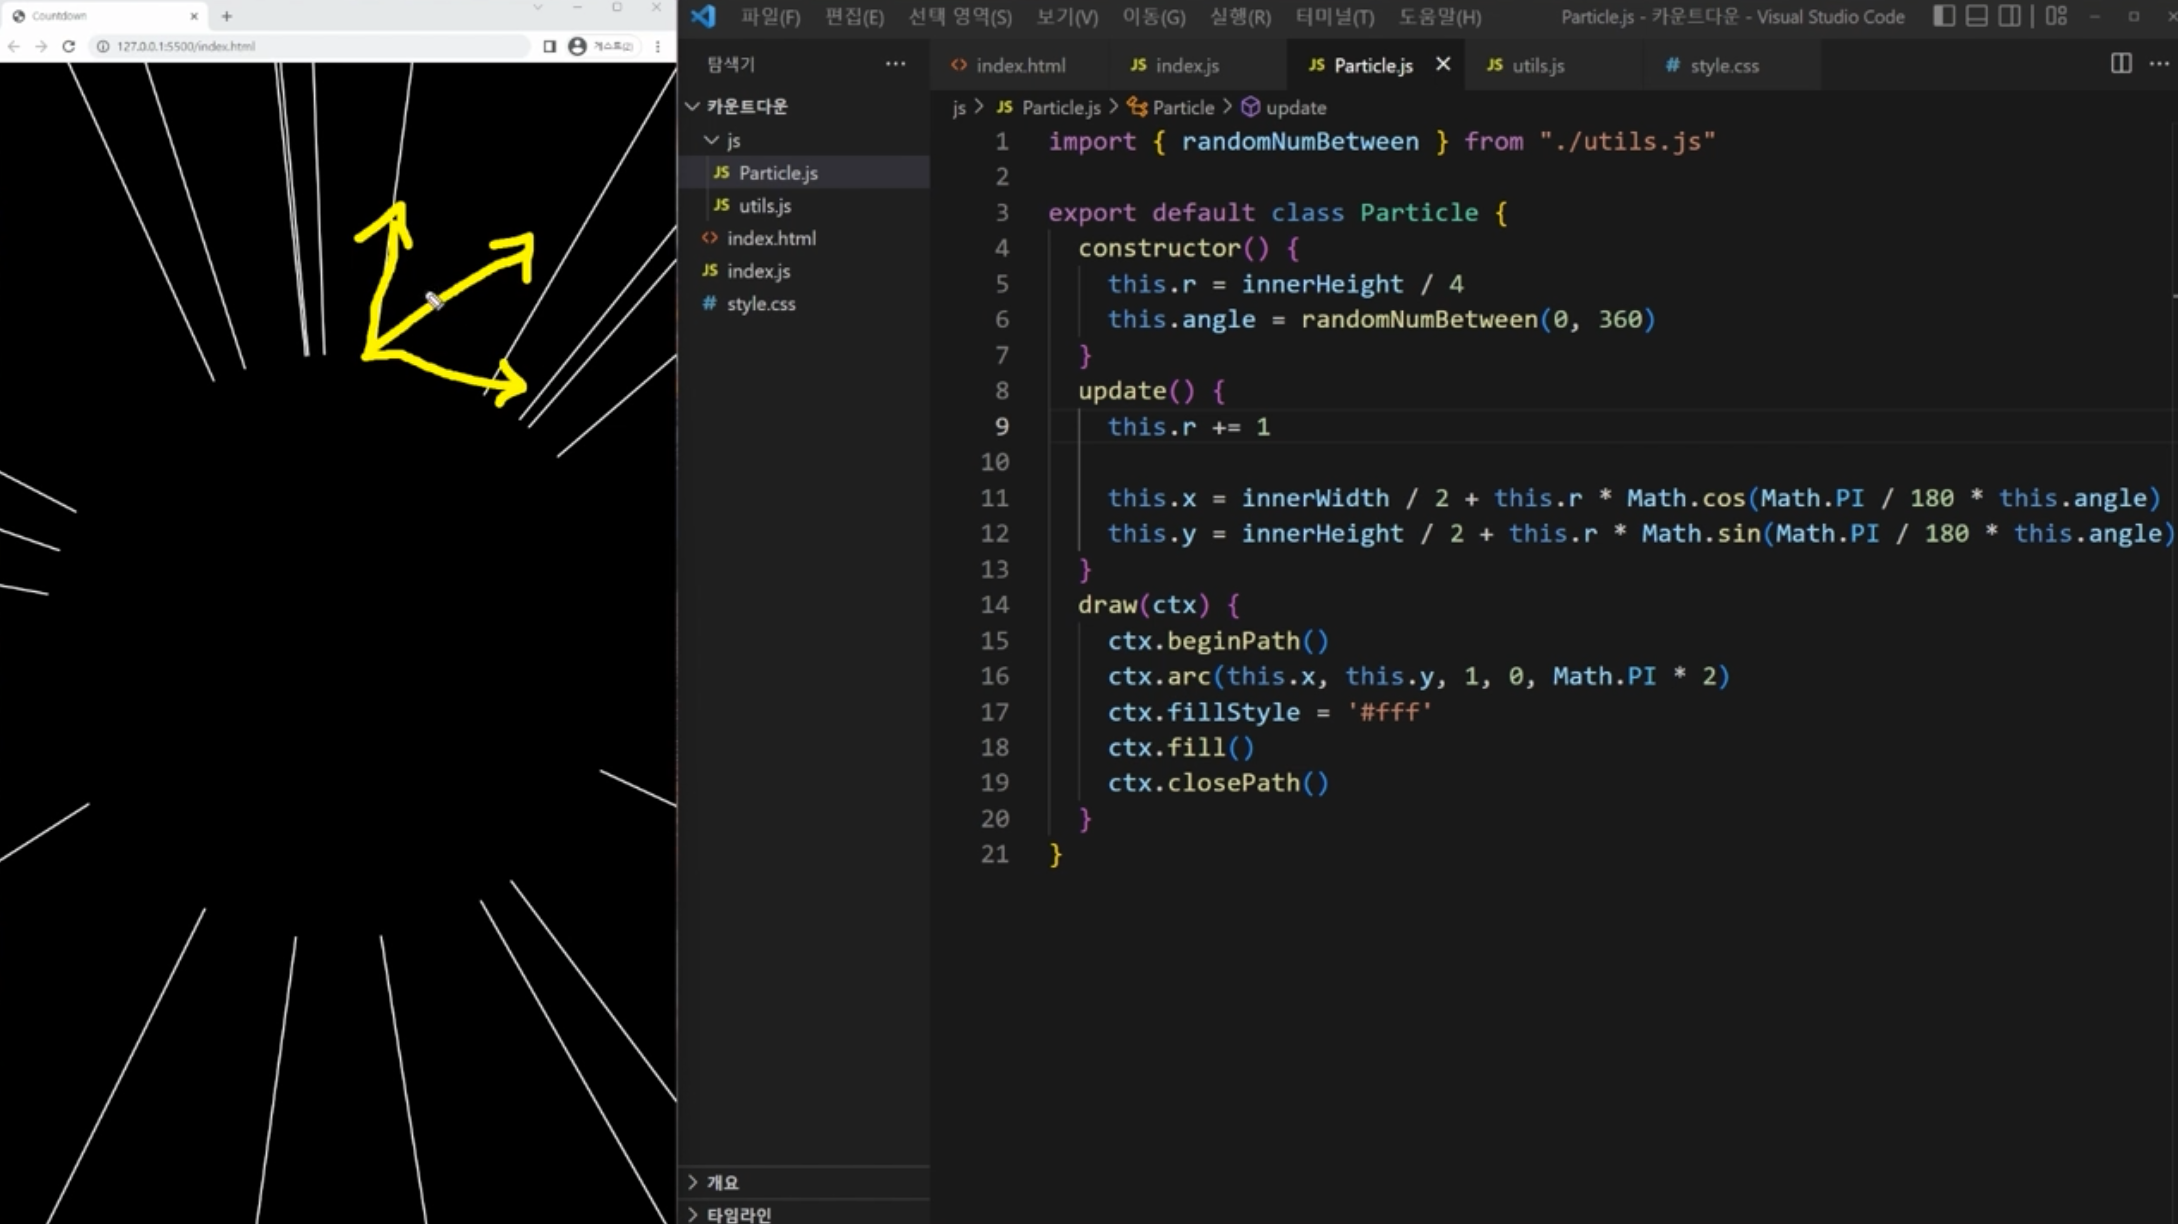 Countdown
127.0.0.1:5500/index.html
게스트(2)
파일(F) 편집(E) 선택 영역(S) 보기(V) 이동(G) 실행(R) 터미널(T) 도움말(H)
Particle.js - 카운트다운 - Visual Studio Code
탐색기
카운트다운
js
JS Particle.js
JS utils.js
<> index.html
JS index.js
# style.css
개요
타임라인
<> index.html JS index.js JS Particle.js JS utils.js # style.css
js > JS Particle.js > Particle > update
1 import { randomNumBetween } from "./utils.js"
2
3 export default class Particle {
4 constructor() {
5 this.r = innerHeight / 4
6 this.angle = randomNumBetween(0, 360)
7 }
8 update() {
9 this.r += 1
10
11 this.x = innerWidth / 2 + this.r * Math.cos(Math.PI / 180 * this.angle)
12 this.y = innerHeight / 2 + this.r * Math.sin(Math.PI / 180 * this.angle)
13 }
14 draw(ctx) {
15 ctx.beginPath()
16 ctx.arc(this.x, this.y, 1, 0, Math.PI * 2)
17 ctx.fillStyle = '#fff'
18 ctx.fill()
19 ctx.closePath()
20 }
21 }